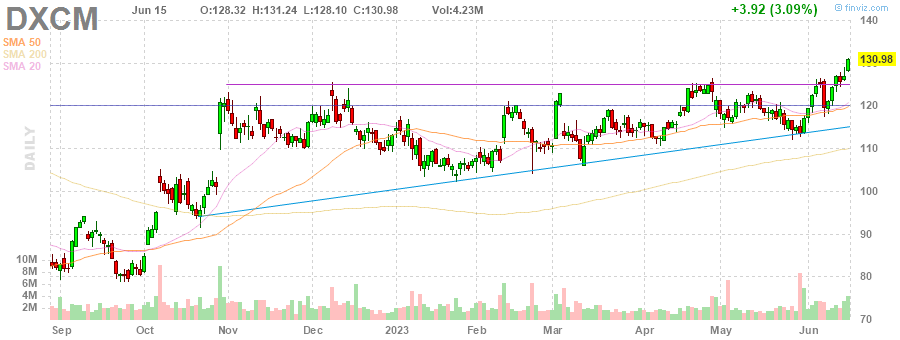 DXCM
Jun 15 O:128.32 H:131.24 L:128.10 C:130.98 Vol:4.23M +3.92 (3.09%) finviz.com
SMA 50
SMA 200
SMA 20
DAILY
140
130.98
130
120
110
100
90
80
70
10M
8M
6M
4M
2M
Sep Oct Nov Dec 2023 Feb Mar Apr May Jun